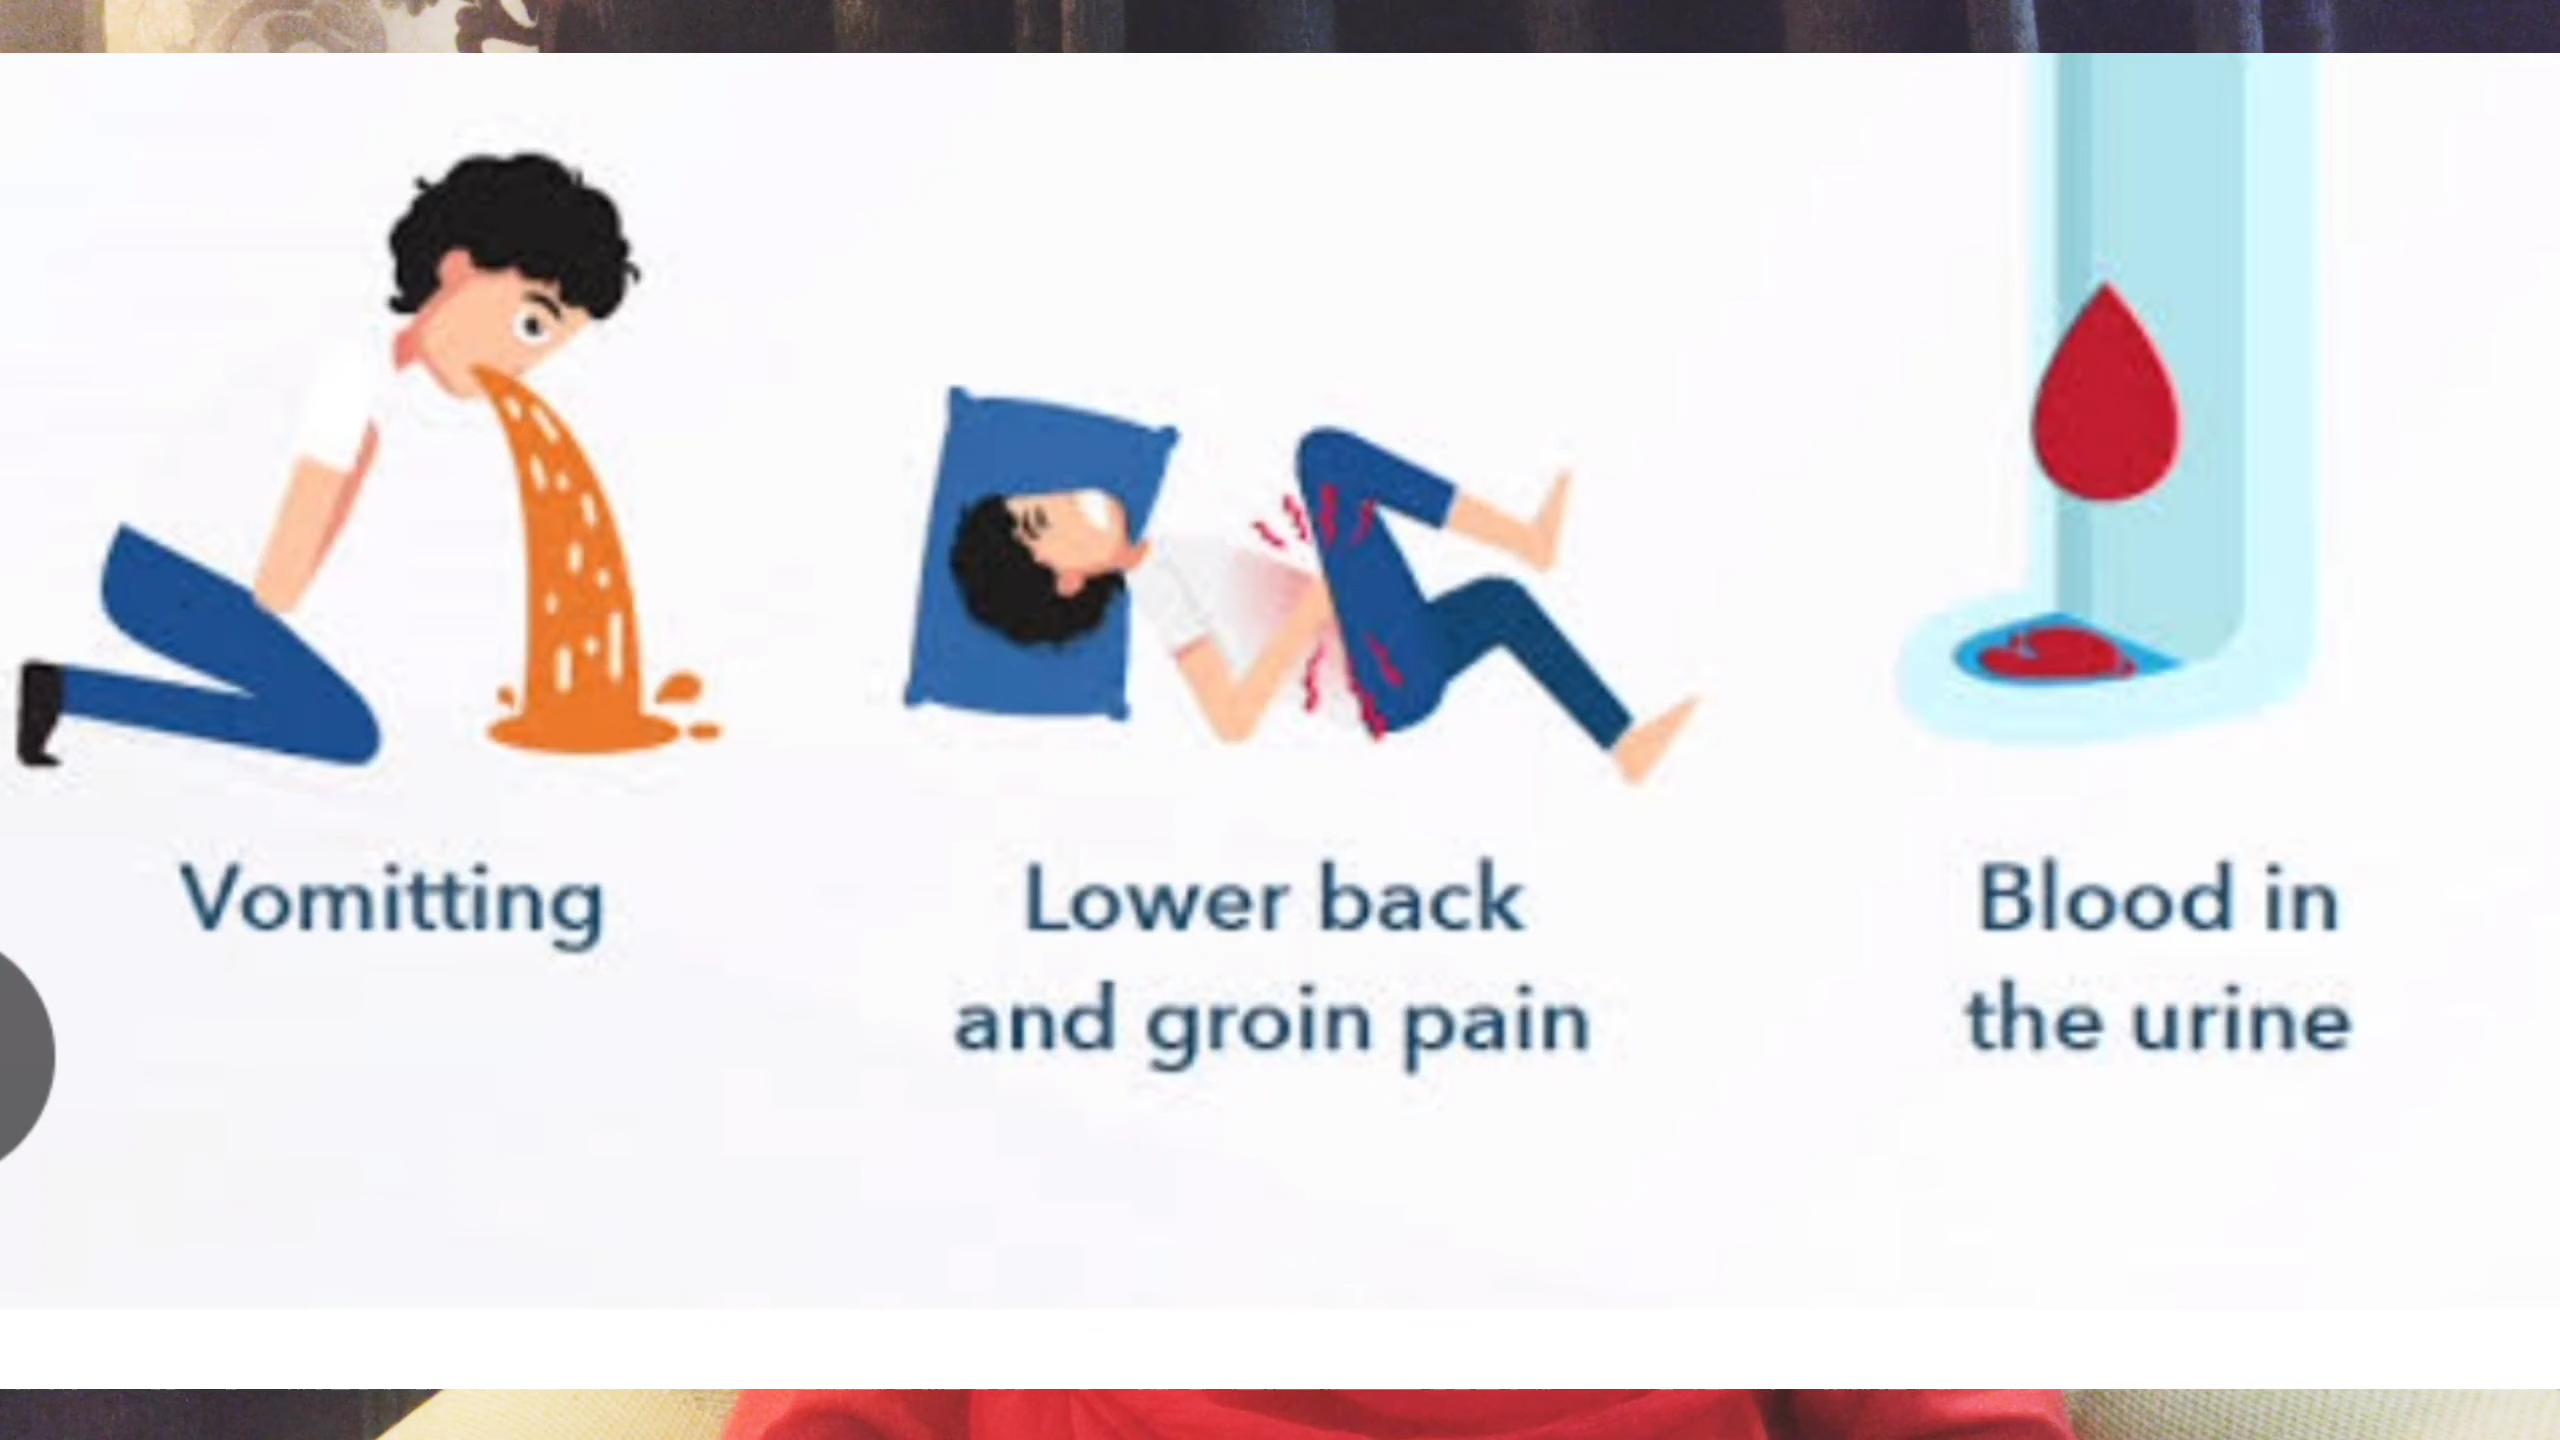 Vomitting
Lower back
and groin pain
Blood in
the urine